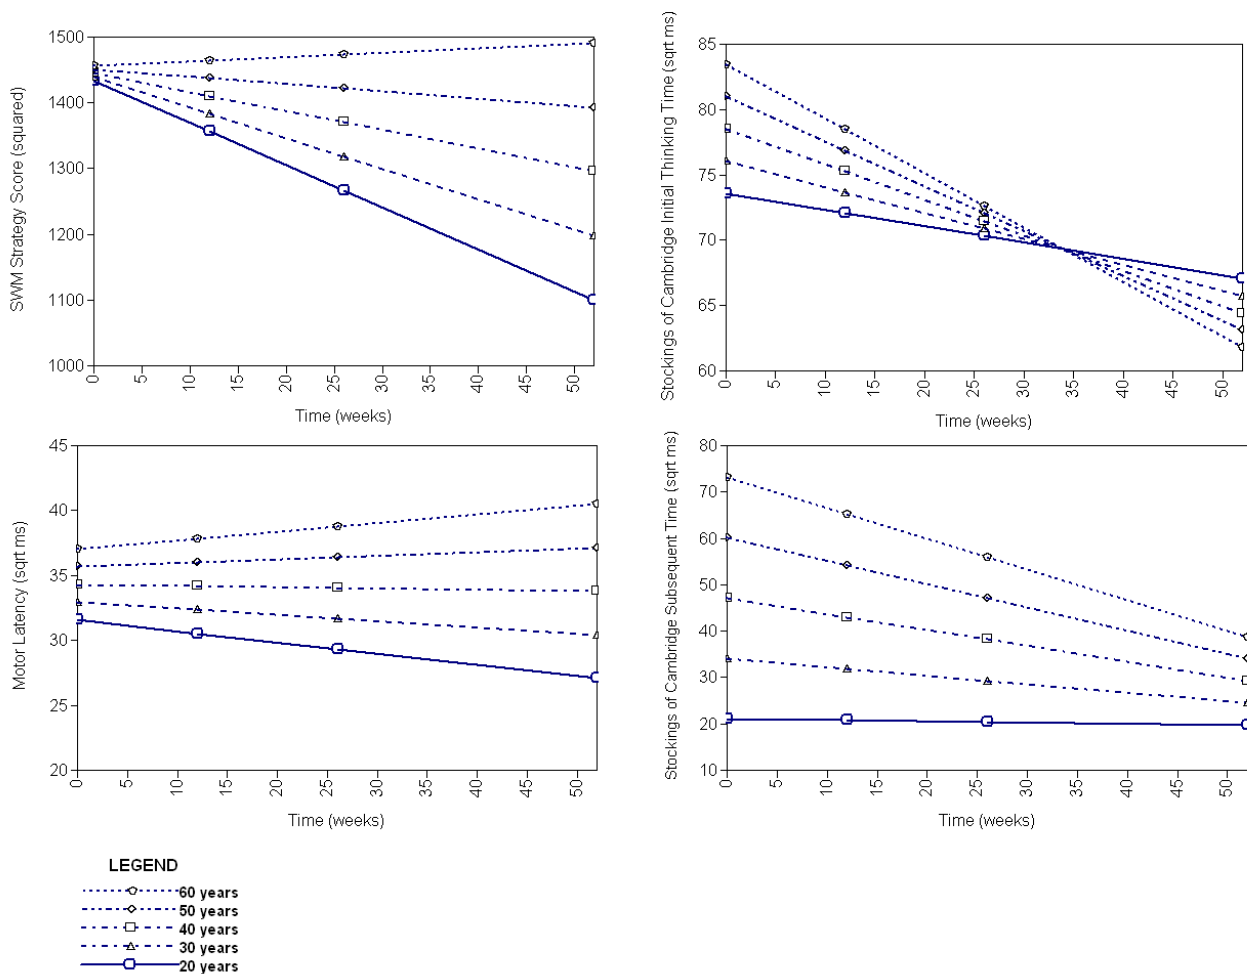 SWM Strategy Score (squared)
1500
1400
1300
1200
1100
1000
0 5 10 15 20 25 30 35 40 45 50
Time (weeks)
Stockings of Cambridge Initial Thinking Time (sqrt ms)
85
80
75
70
65
60
0 5 10 15 20 25 30 35 40 45 50
Time (weeks)
Motor Latency (sqrt ms)
45
40
35
30
25
20
0 5 10 15 20 25 30 35 40 45 50
Time (weeks)
Stockings of Cambridge Subsequent Time (sqrt ms)
80
70
60
50
40
30
20
10
0 5 10 15 20 25 30 35 40 45 50
Time (weeks)
LEGEND
60 years
50 years
40 years
30 years
20 years